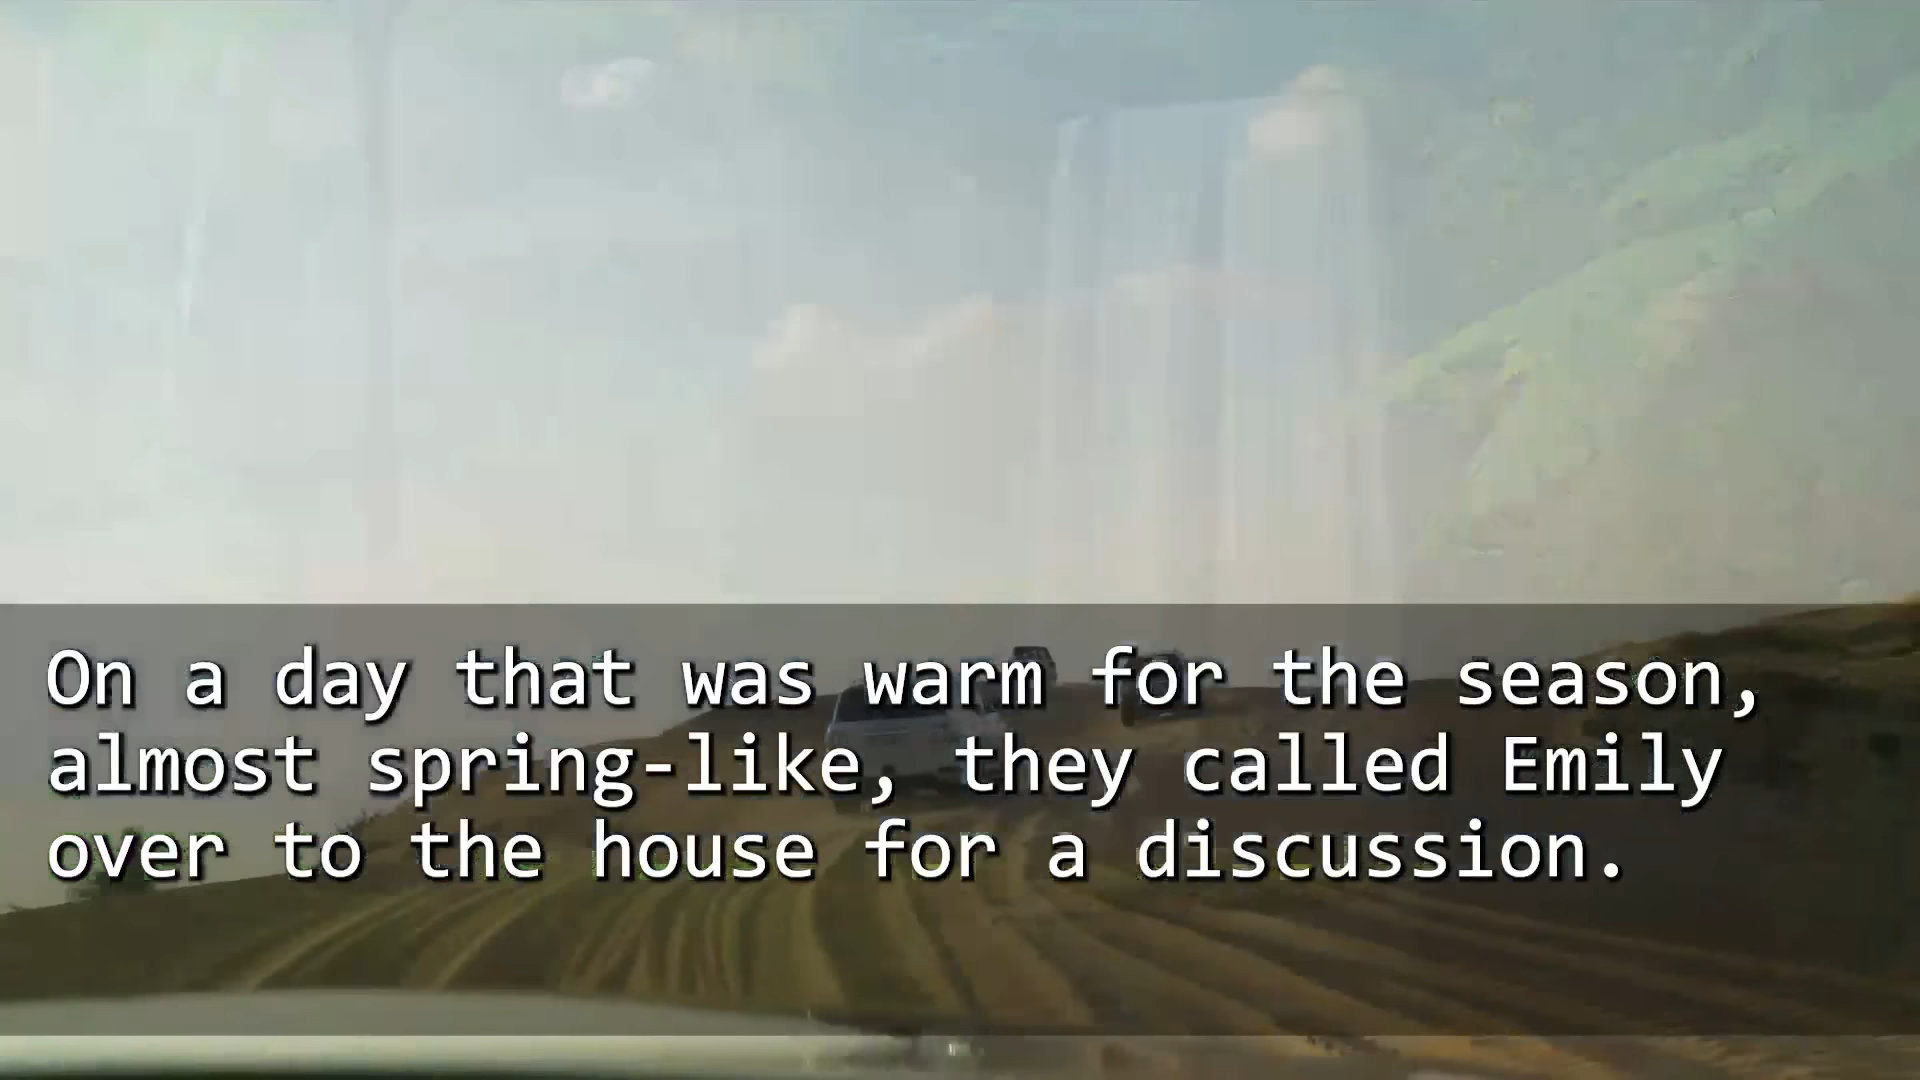 On a day that was warm for the season,
almost spring-like, they called Emily
over to the house for a discussion.